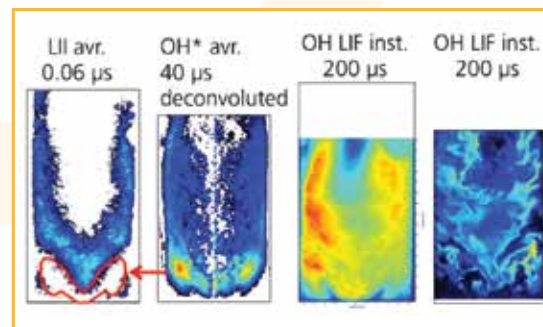 LII avr.
0.06 µs
OH* avr.
40 µs
deconvoluted
OH LIF inst.
200 µs
OH LIF inst.
200 µs